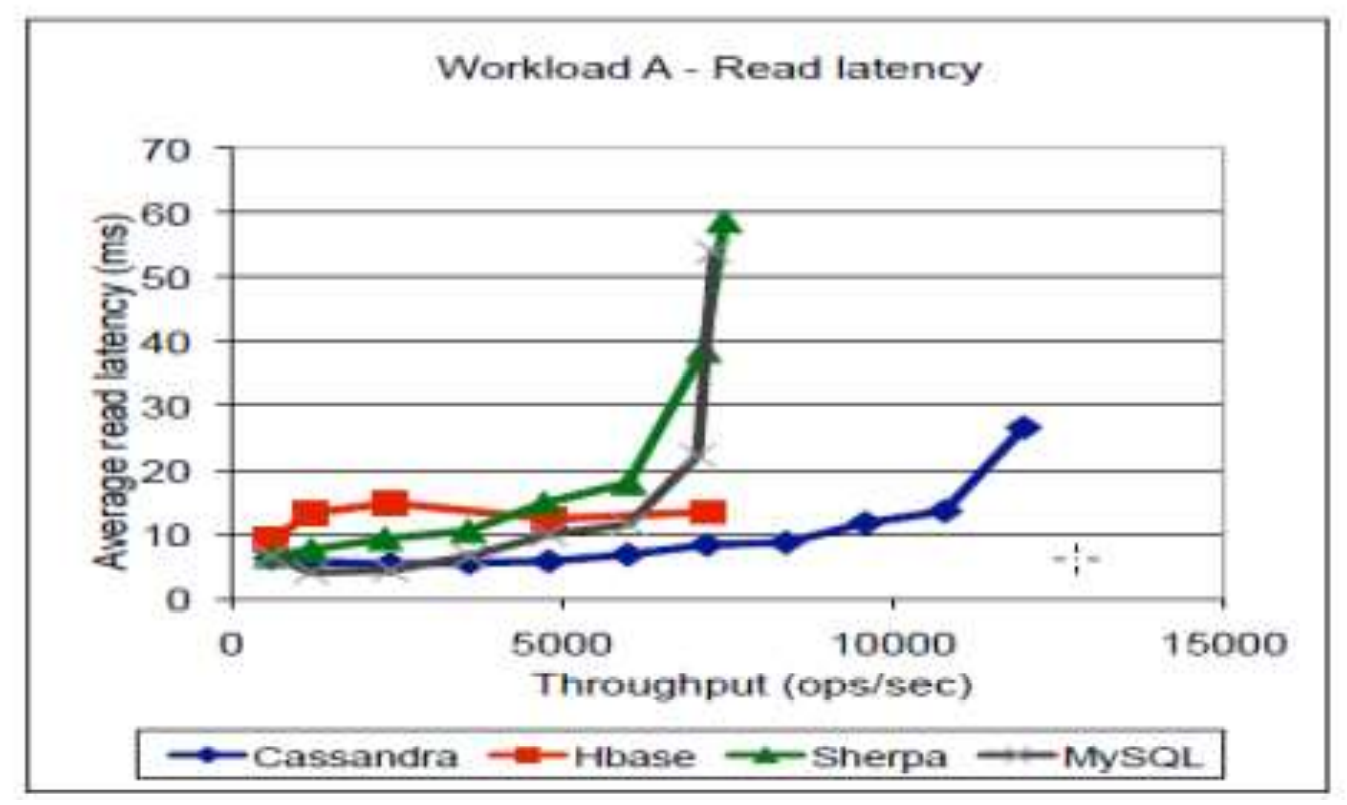 Workload A - Read latency
Average read latency (ms)
70
60
50
40
30
20
10
0
0 5000 10000 15000
Throughput (ops/sec)
Cassandra Hbase Sherpa MySQL